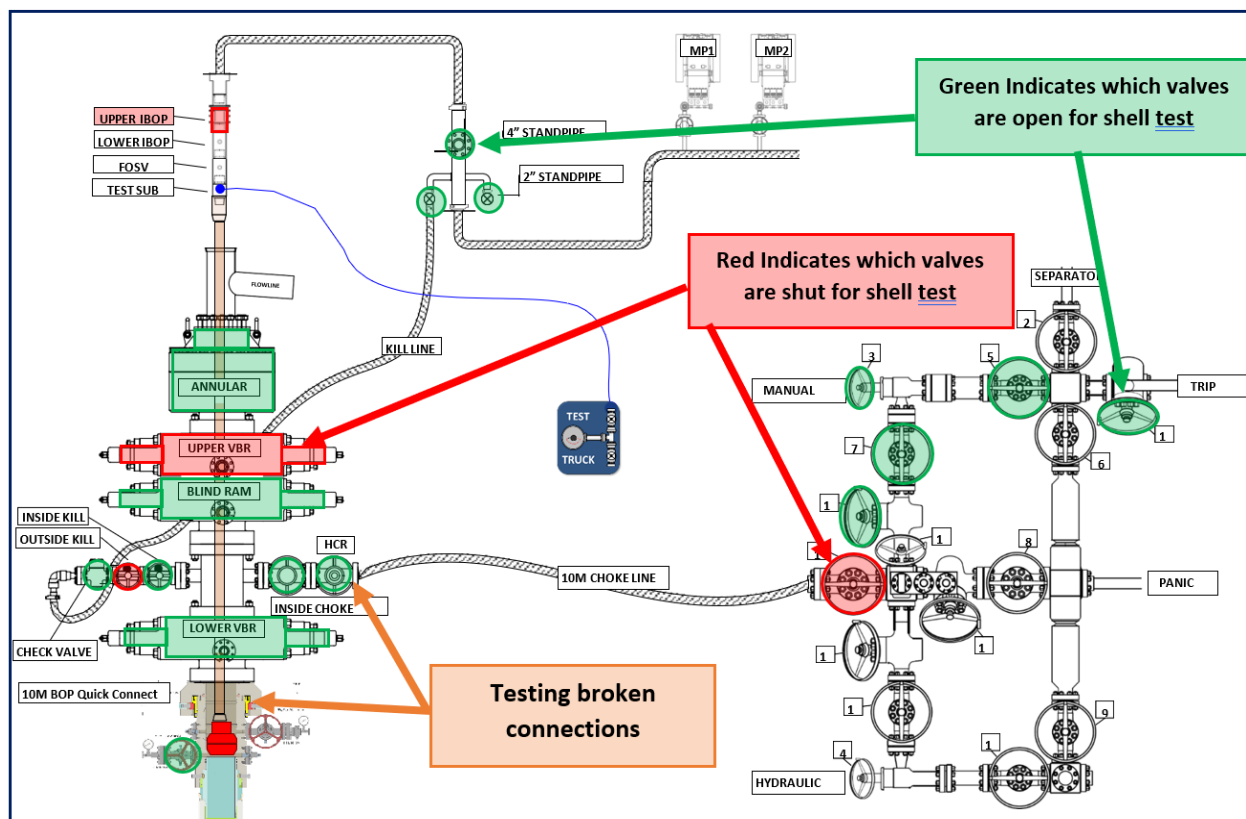 MP1
MP2
Green Indicates which valves
are open for shell test
UPPER IBOP
LOWER IBOP
FOSV
TEST SUB
4” STANDPIPE
2” STANDPIPE
FLOWLINE
Red Indicates which valves
are shut for shell test
SEPARATOR
2
3
5
MANUAL
TRIP
1
KILL LINE
ANNULAR
TEST
TRUCK
7
6
UPPER VBR
BLIND RAM
1
INSIDE KILL
OUTSIDE KILL
HCR
1
8
10M CHOKE LINE
PANIC
INSIDE CHOKE
LOWER VBR
CHECK VALVE
1
1
10M BOP Quick Connect
Testing broken
connections
1
9
4
1
HYDRAULIC